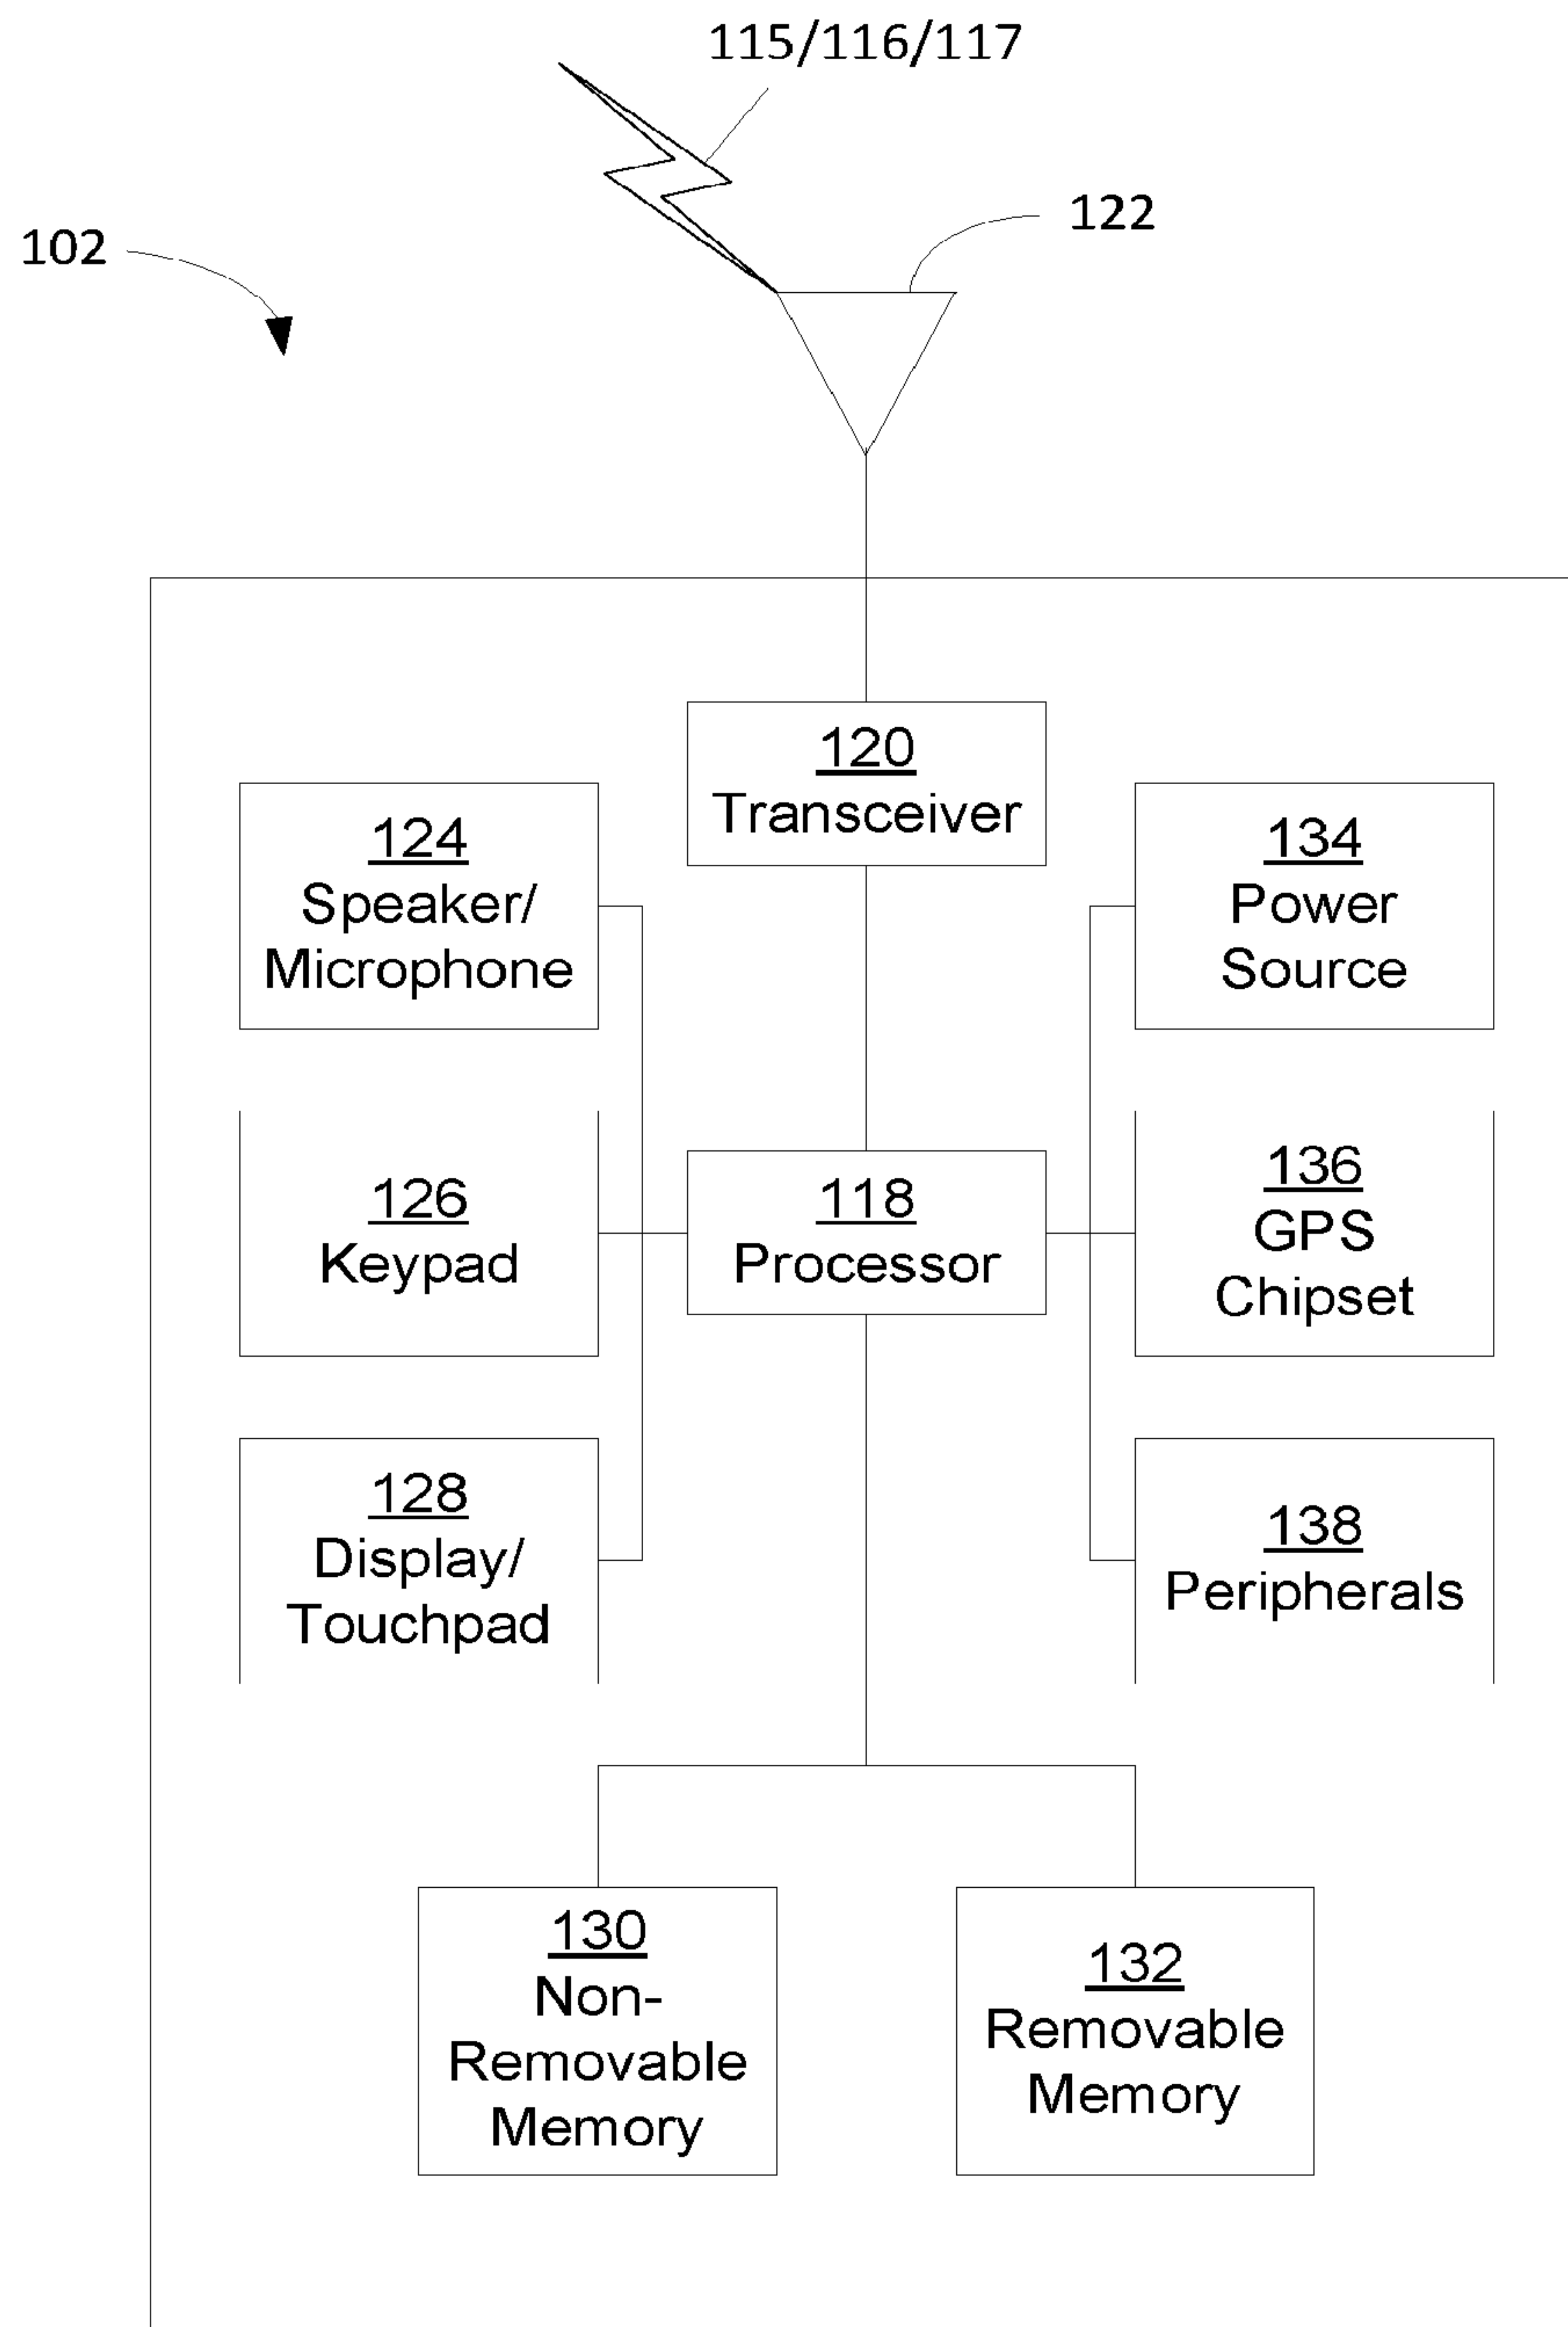 115/116/117
122
102
120
Transceiver
124
Speaker/
Microphone
134
Power
Source
126
Keypad
118
Processor
136
GPS
Chipset
128
Display/
Touchpad
138
Peripherals
130
Non-
Removable
Memory
132
Removable
Memory